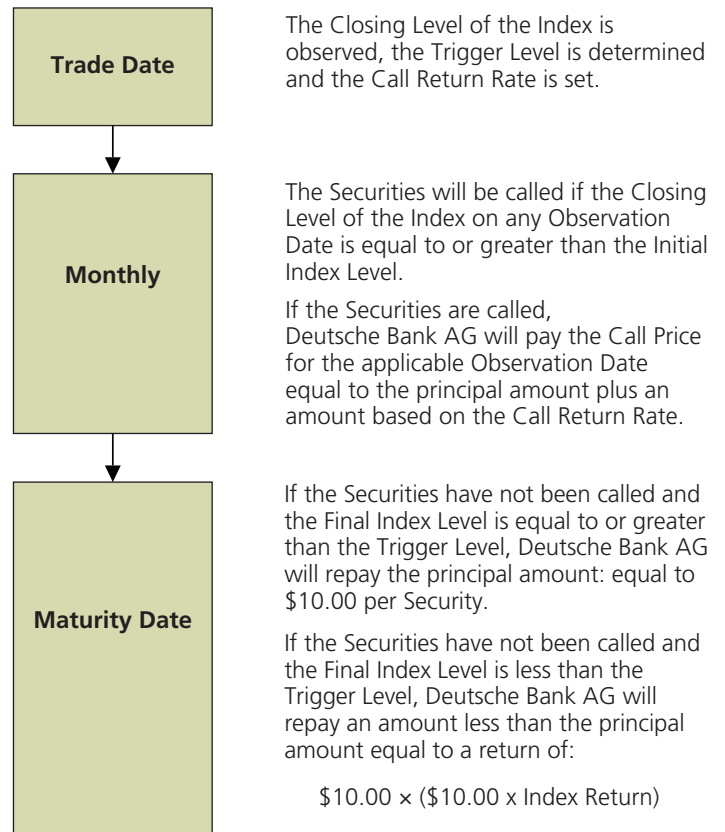 Trade Date
The Closing Level of the Index is
observed, the Trigger Level is determined
and the Call Return Rate is set.
Monthly
The Securities will be called if the Closing
Level of the Index on any Observation
Date is equal to or greater than the Initial
Index Level.
If the Securities are called,
Deutsche Bank AG will pay the Call Price
for the applicable Observation Date
equal to the principal amount plus an
amount based on the Call Return Rate.
Maturity Date
If the Securities have not been called and
the Final Index Level is equal to or greater
than the Trigger Level, Deutsche Bank AG
will repay the principal amount: equal to
$10.00 per Security.
If the Securities have not been called and
the Final Index Level is less than the
Trigger Level, Deutsche Bank AG will
repay an amount less than the principal
amount equal to a return of:
$10.00 × ($10.00 x Index Return)